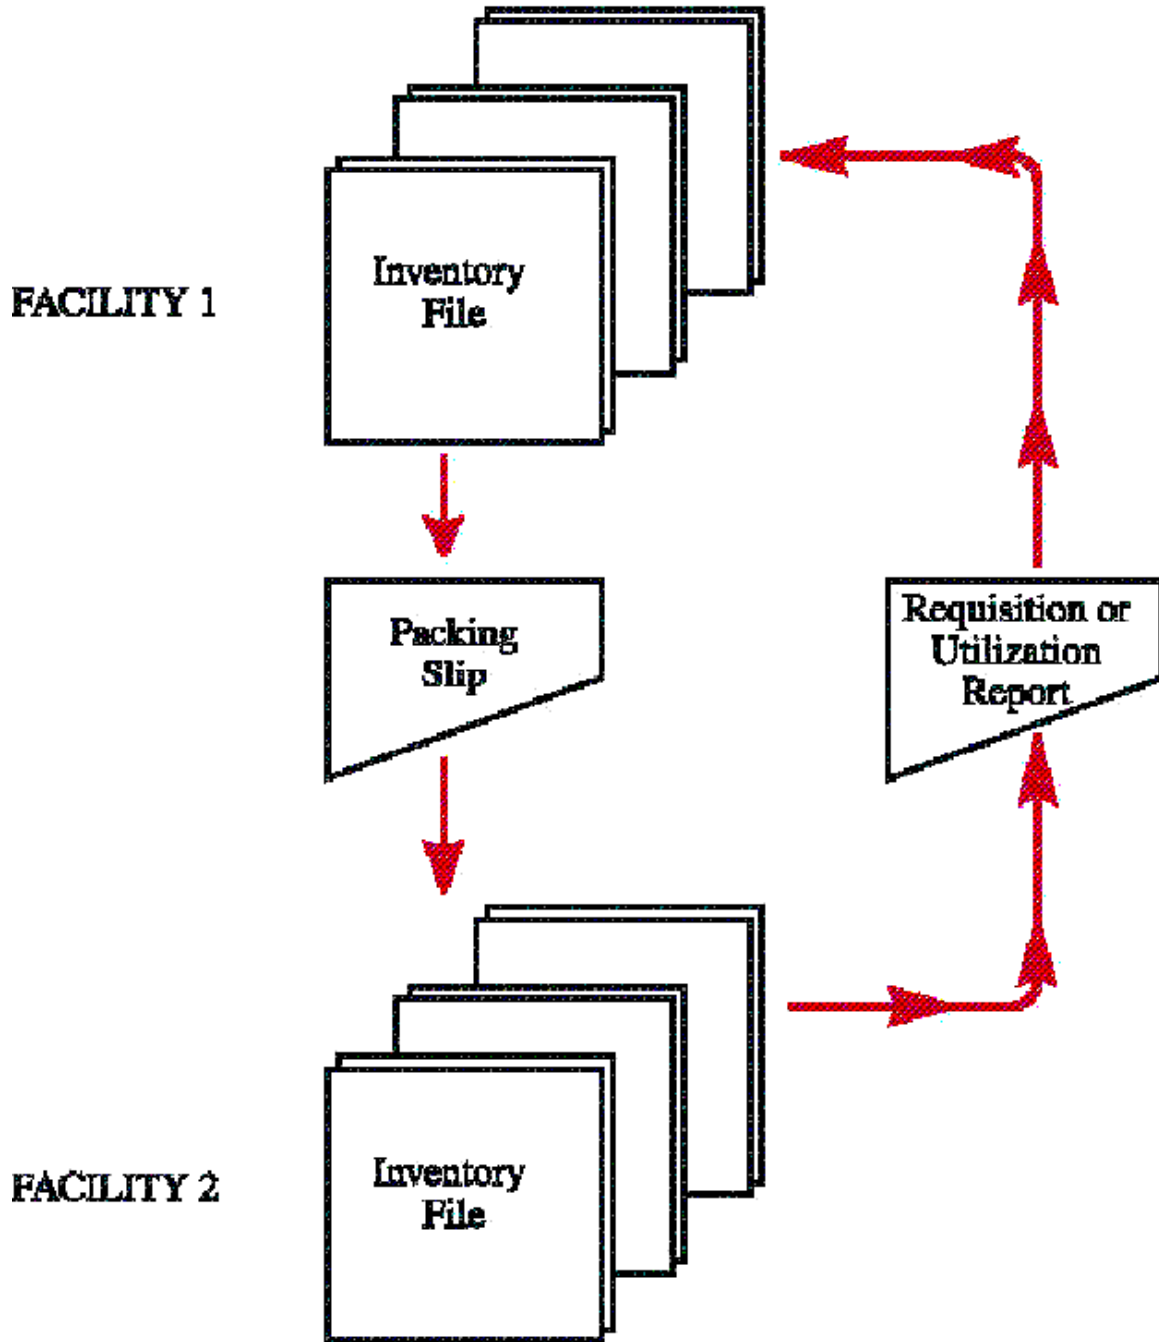 FACILITY 1
Inventory
File
Packing
Slip
Requisition or
Utilization
Report
FACILITY 2
Inventory
File